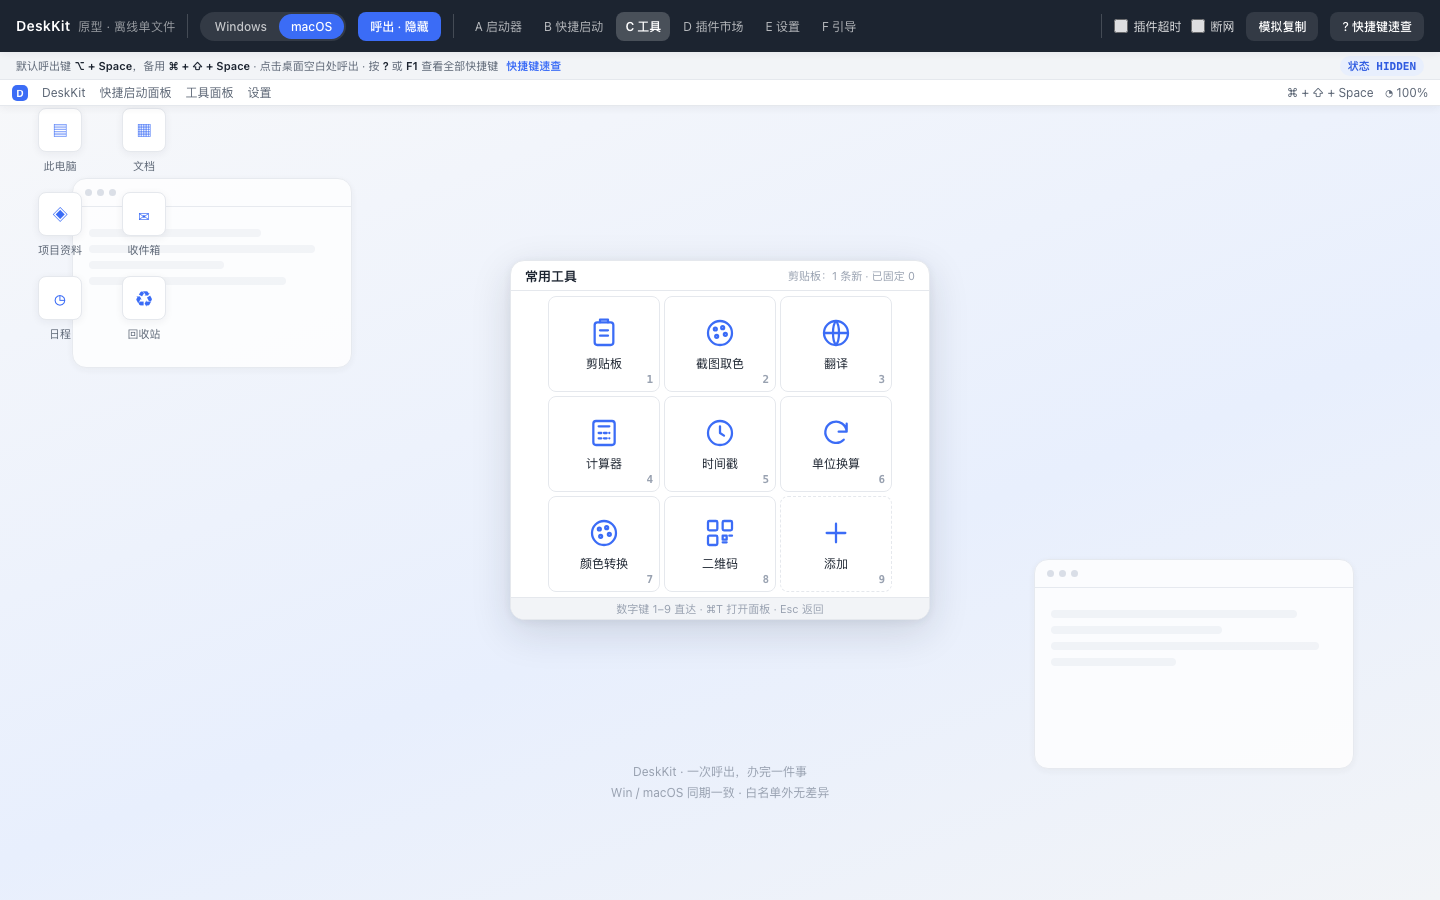 DeskKit 原型 · 离线单文件 Windows macOS 呼出 · 隐藏 A 启动器 B 快捷启动 C 工具 D 插件市场 E 设置 F 引导 插件超时 断网 模拟复制 ? 快捷键速查
默认呼出键 ⌥ + Space，备用 ⌘ + ⇧ + Space · 点击桌面空白处呼出 · 按 ? 或 F1 查看全部快捷键 快捷键速查 状态 HIDDEN
D DeskKit 快捷启动面板 工具面板 设置 ⌘ + ⇧ + Space ◔ 100%
此电脑 文档
项目资料 收件箱
日程 回收站
常用工具 剪贴板：1 条新 · 已固定 0
剪贴板 1
截图取色 2
翻译 3
计算器 4
时间戳 5
单位换算 6
颜色转换 7
二维码 8
添加 9
数字键 1–9 直达 · ⌘T 打开面板 · Esc 返回
DeskKit · 一次呼出，办完一件事
Win / macOS 同期一致 · 白名单外无差异